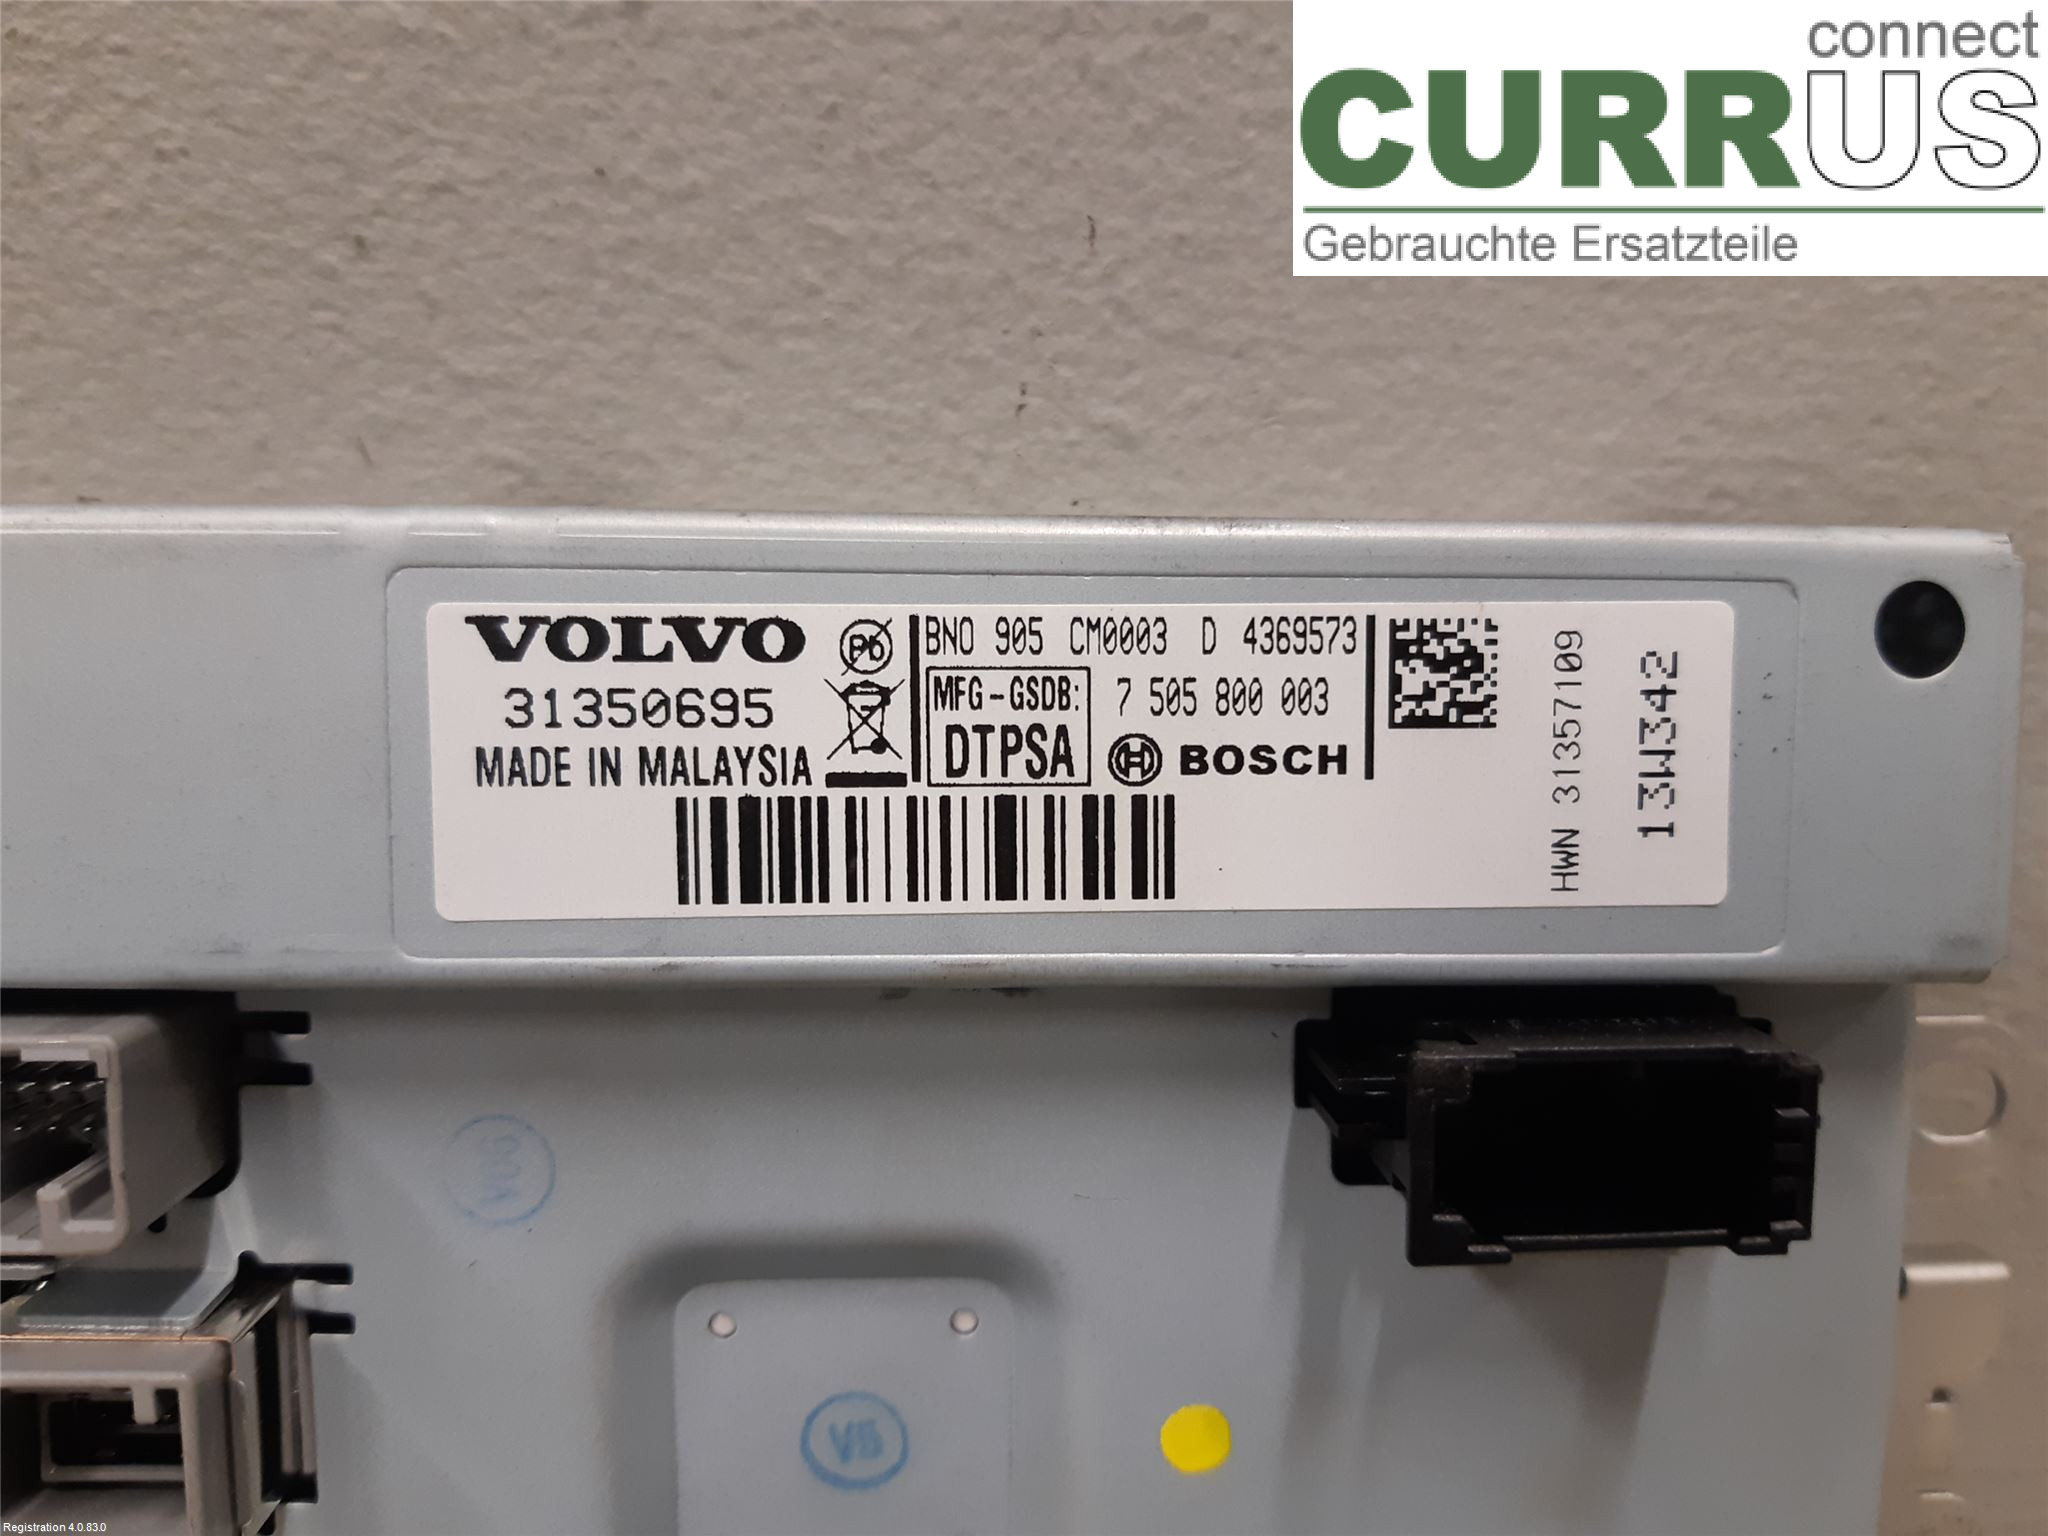 connect
CURRUS
Gebrauchte Ersatzteile
VOLVO
31350695
MADE IN MALAYSIA
Pb
BNO 905 CM0003 D 4369573
MFG-GSDB:
DTPSA
7 505 800 003
BOSCH
HWN 31357109
13W342
Registration 4.0.83.0